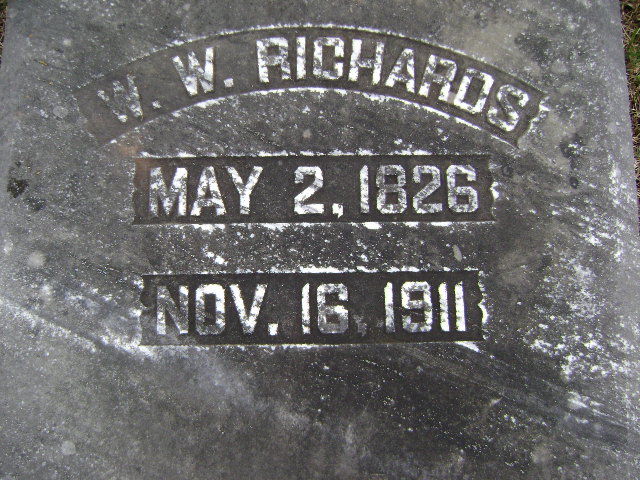 W. W. RICHARDS
MAY 2, 1826
NOV. 16, 1911